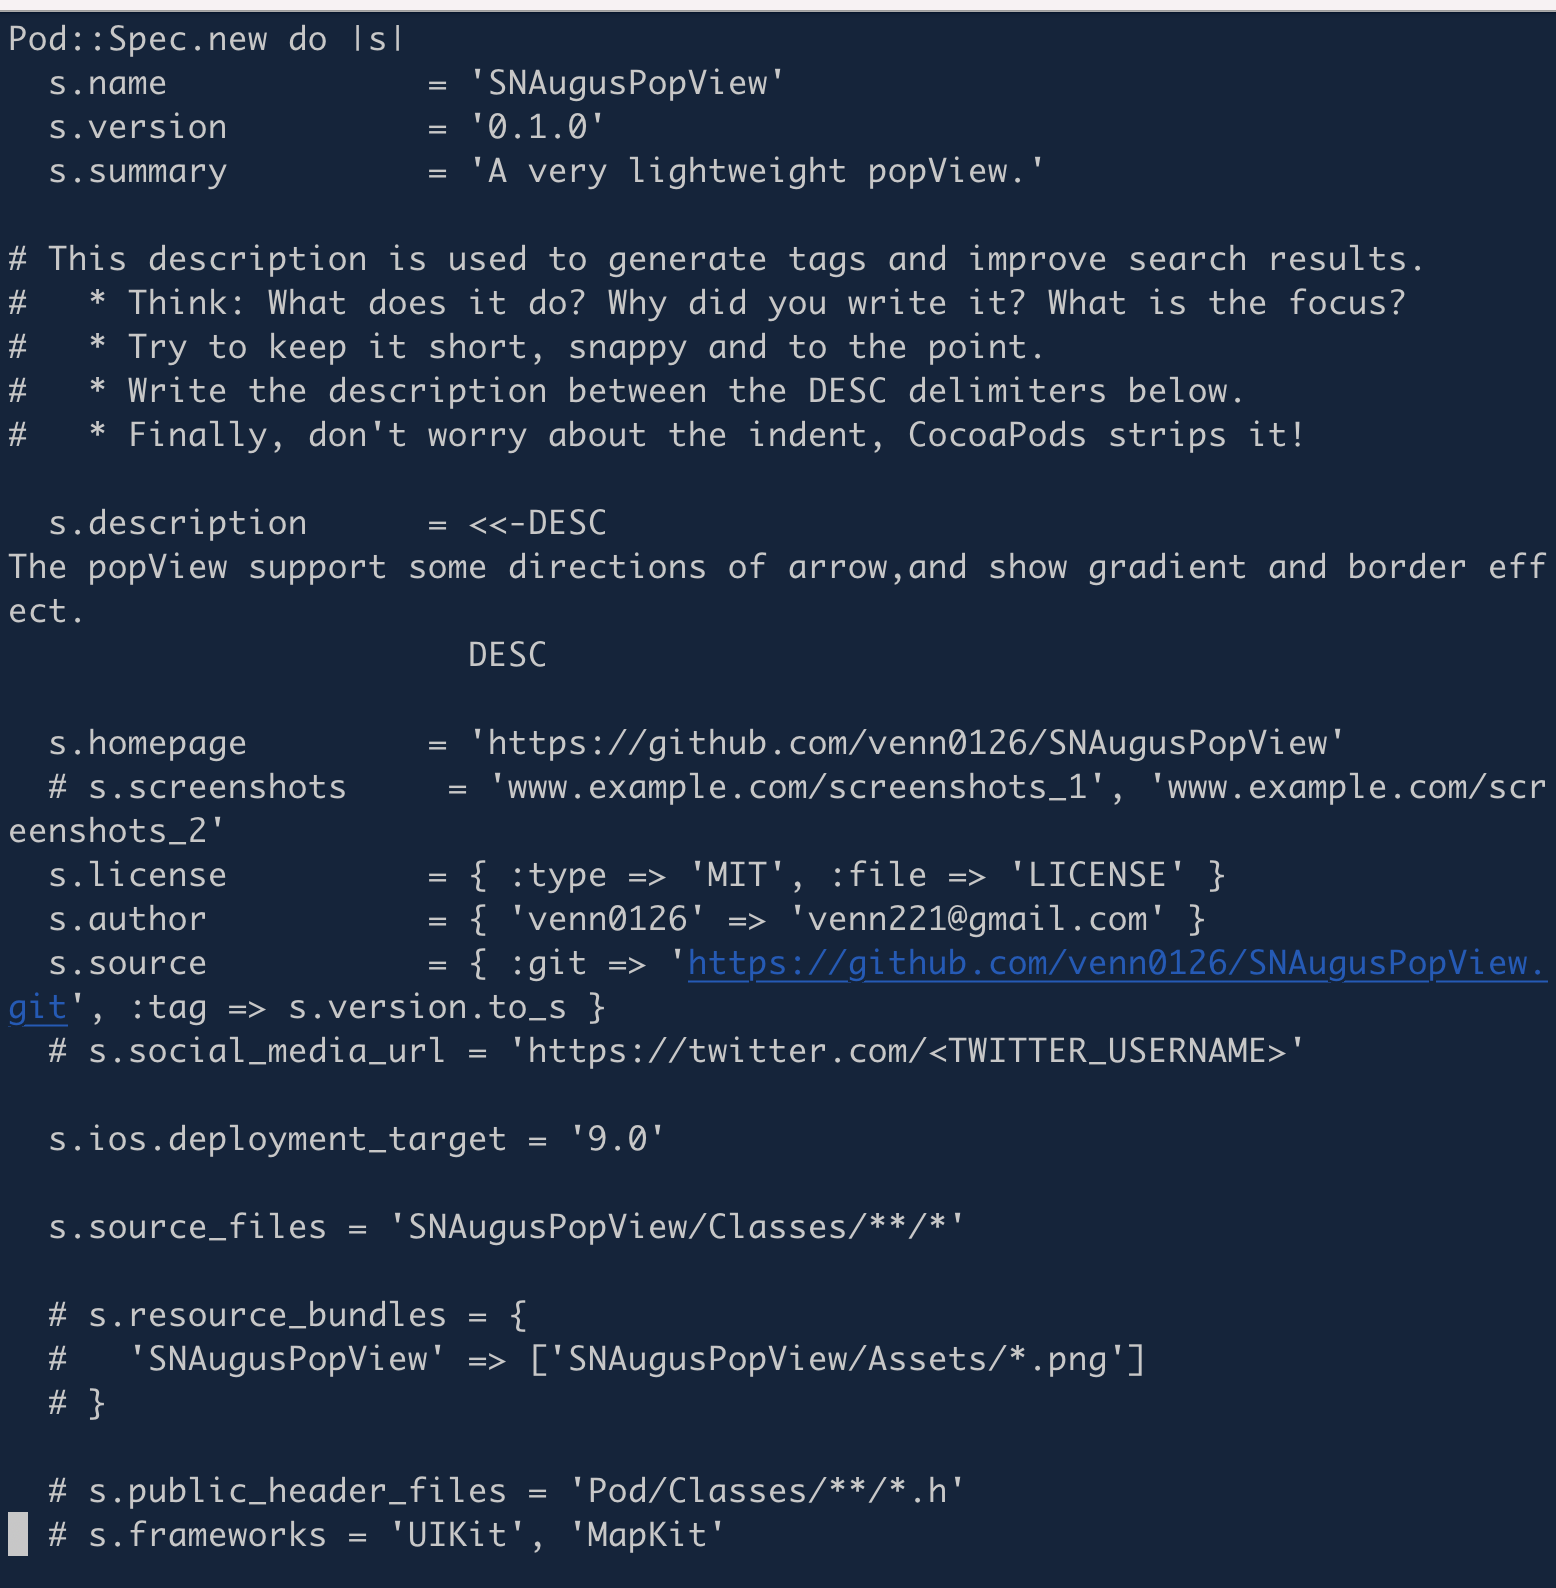 Pod::Spec.new do |s|
  s.name             = 'SNAugusPopView'
  s.version          = '0.1.0'
  s.summary          = 'A very lightweight popView.'

# This description is used to generate tags and improve search results.
#   * Think: What does it do? Why did you write it? What is the focus?
#   * Try to keep it short, snappy and to the point.
#   * Write the description between the DESC delimiters below.
#   * Finally, don't worry about the indent, CocoaPods strips it!

  s.description      = <<-DESC
The popView support some directions of arrow,and show gradient and border eff
ect.
                       DESC

  s.homepage         = 'https://github.com/venn0126/SNAugusPopView'
  # s.screenshots     = 'www.example.com/screenshots_1', 'www.example.com/scr
eenshots_2'
  s.license          = { :type => 'MIT', :file => 'LICENSE' }
  s.author           = { 'venn0126' => 'venn221@gmail.com' }
  s.source           = { :git => 'https://github.com/venn0126/SNAugusPopView.
git', :tag => s.version.to_s }
  # s.social_media_url = 'https://twitter.com/<TWITTER_USERNAME>'

  s.ios.deployment_target = '9.0'

  s.source_files = 'SNAugusPopView/Classes/**/*'

  # s.resource_bundles = {
  #   'SNAugusPopView' => ['SNAugusPopView/Assets/*.png']
  # }

  # s.public_header_files = 'Pod/Classes/**/*.h'
  # s.frameworks = 'UIKit', 'MapKit'